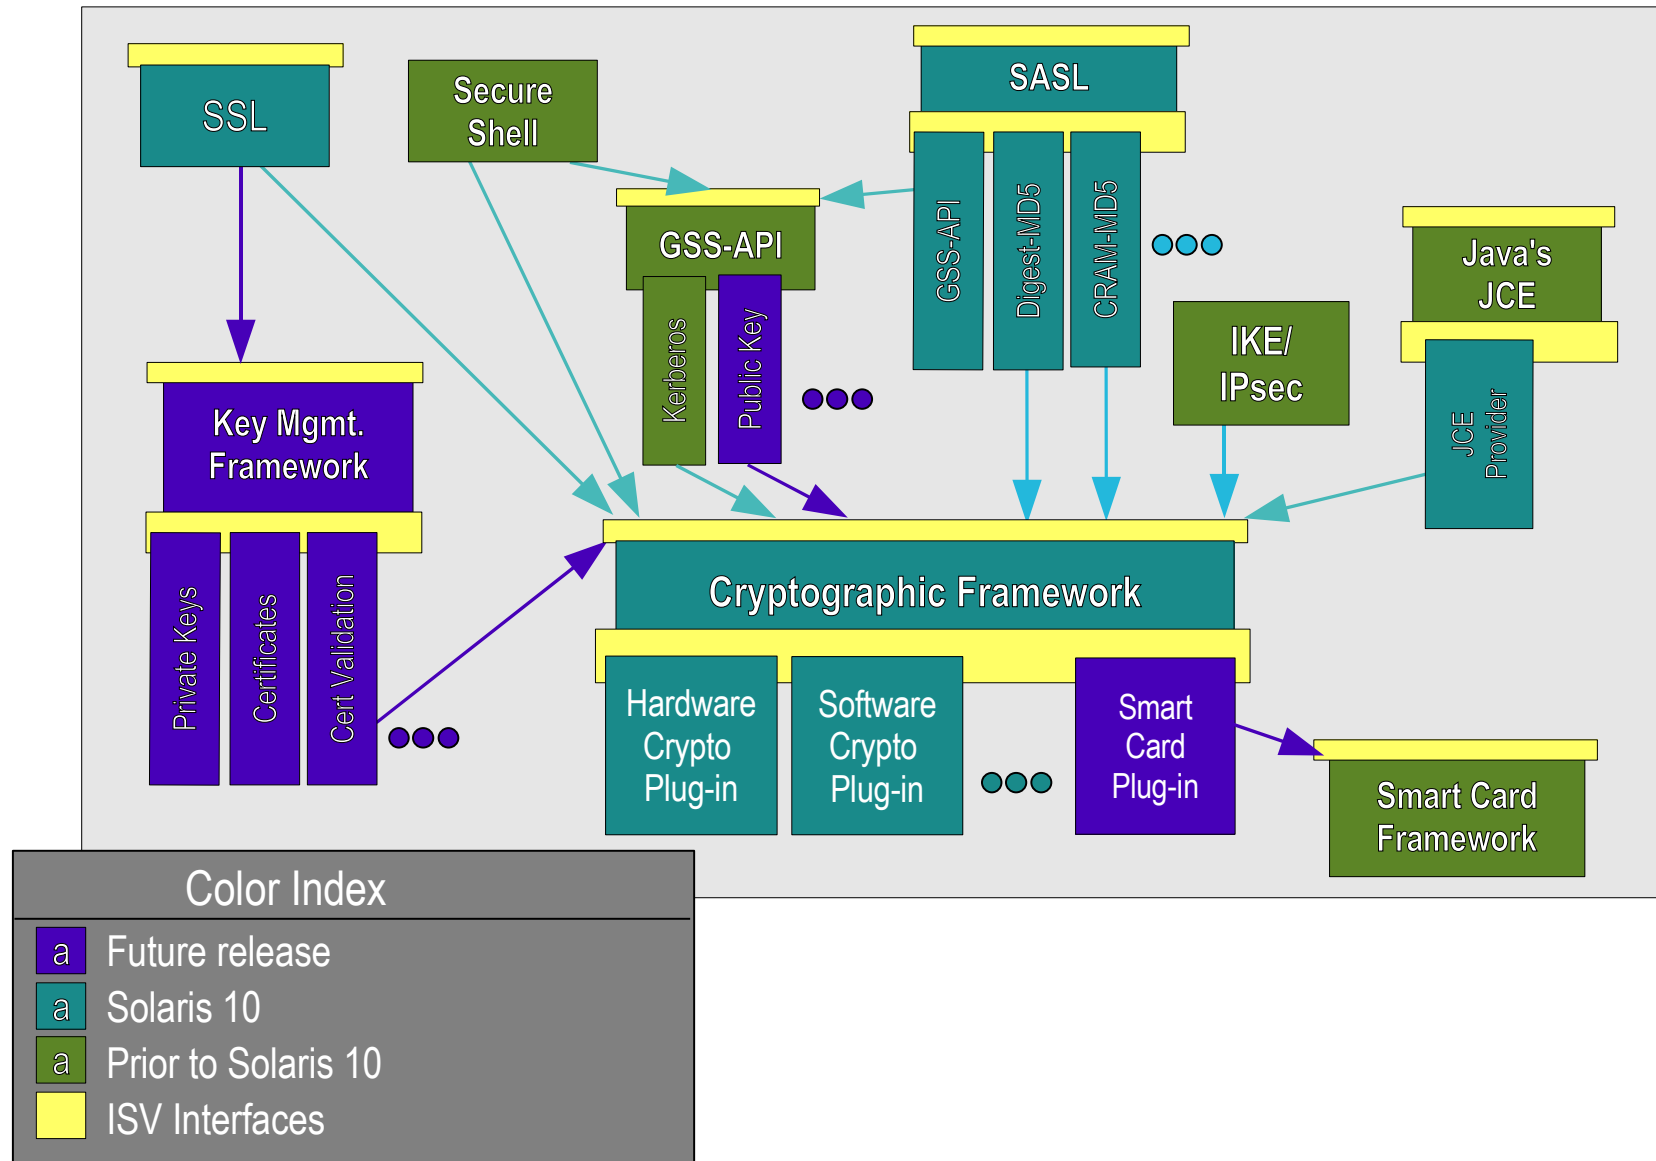 SSL
Secure
Shell
SASL
GSS-API
Digest-MD5
CRAM-MD5
GSS-API
Kerberos
Public Key
Java's
JCE
JCE
Provider
IKE/
IPsec
Key Mgmt.
Framework
Private Keys
Certificates
Cert Validation
Cryptographic Framework
Hardware
Crypto
Plug-in
Software
Crypto
Plug-in
Smart
Card
Plug-in
Smart Card
Framework
Color Index
a Future release
a Solaris 10
a Prior to Solaris 10
ISV Interfaces